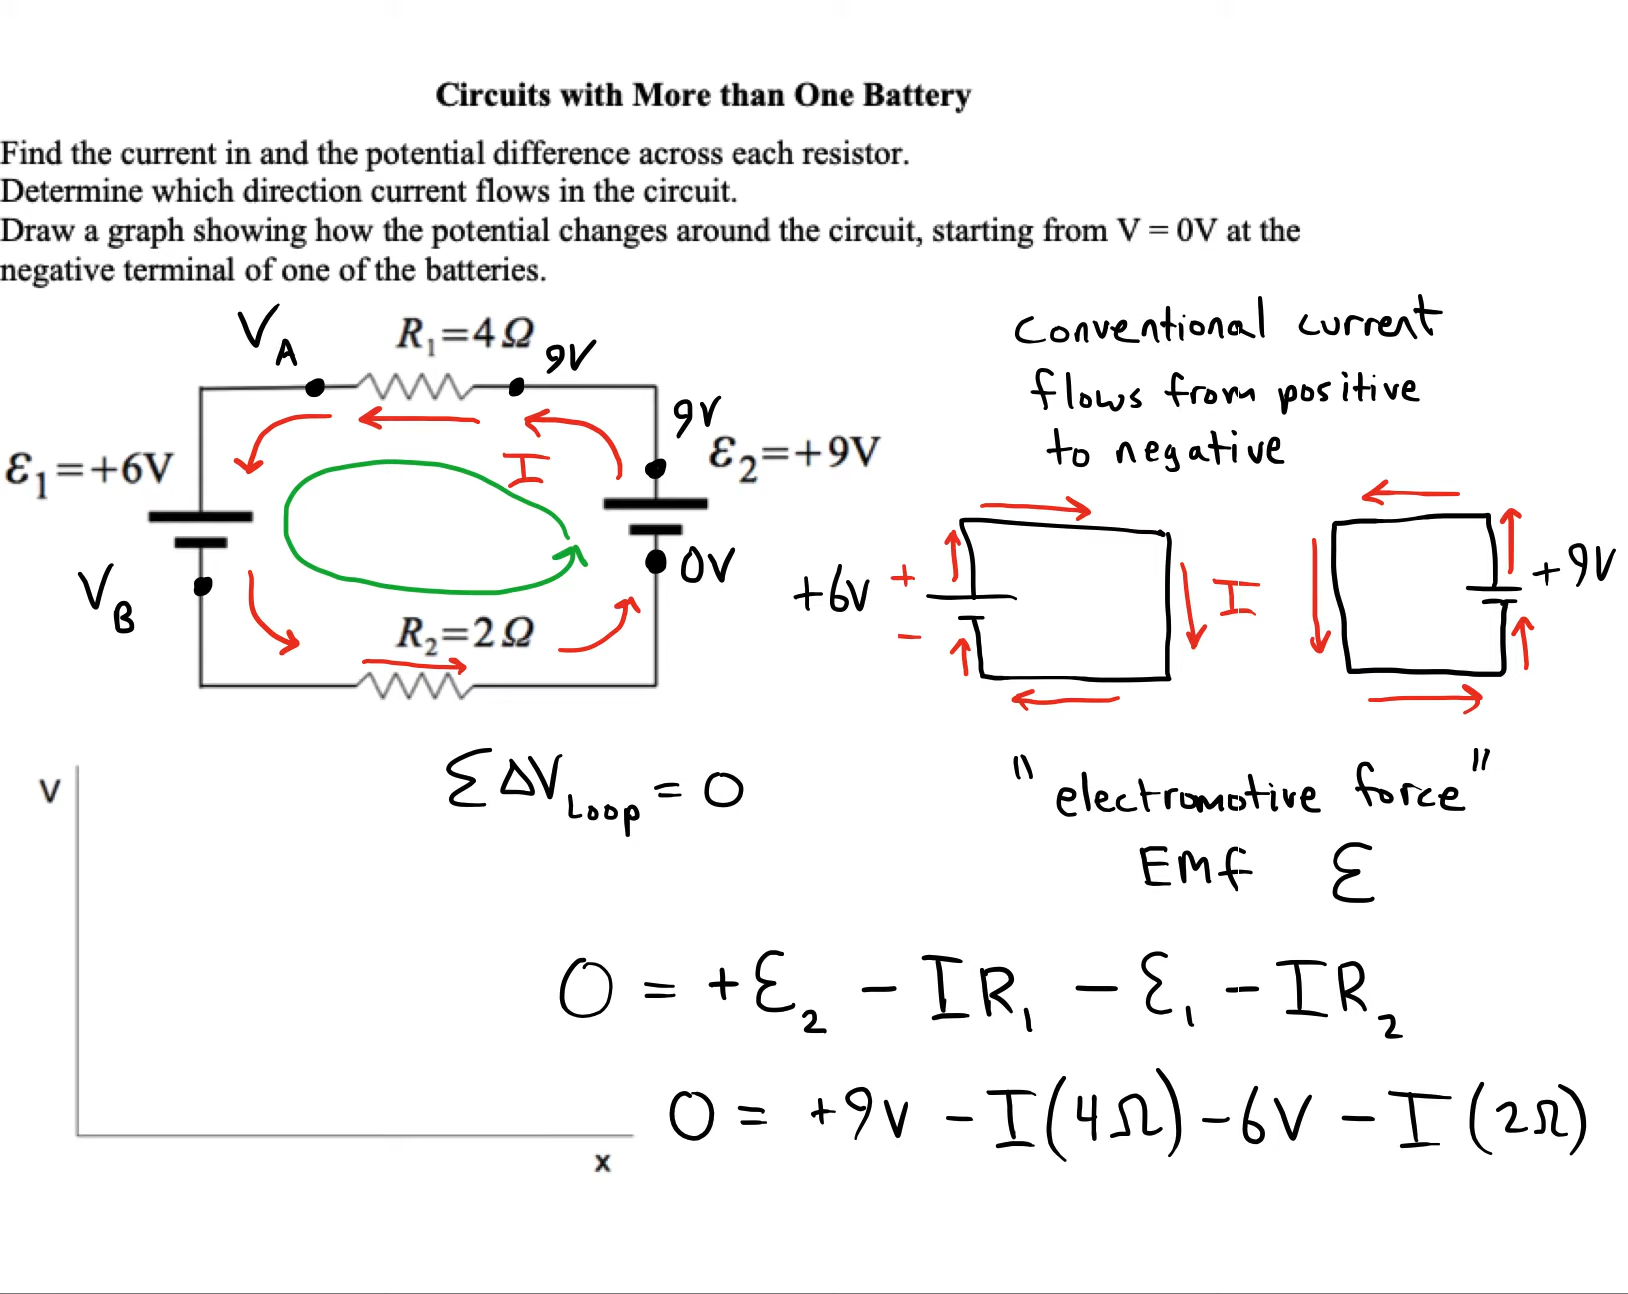 Circuits with More than One Battery
Find the current in and the potential difference across each resistor.
Determine which direction current flows in the circuit.
Draw a graph showing how the potential changes around the circuit, starting from V = 0V at the
negative terminal of one of the batteries.
V_A
R₁=4Ω
9V
9V
ε₁=+6V
I
ε₂=+9V
V_B
0V
R₂=2Ω
Conventional current
flows from positive
to negative
+6V
+
−
I
+9V
V
ΣΔV_Loop = 0
"electromotive force"
EMf ε
0 = +ε₂ − IR₁ − ε₁ − IR₂
0 = +9V − I(4Ω) − 6V − I(2Ω)
x